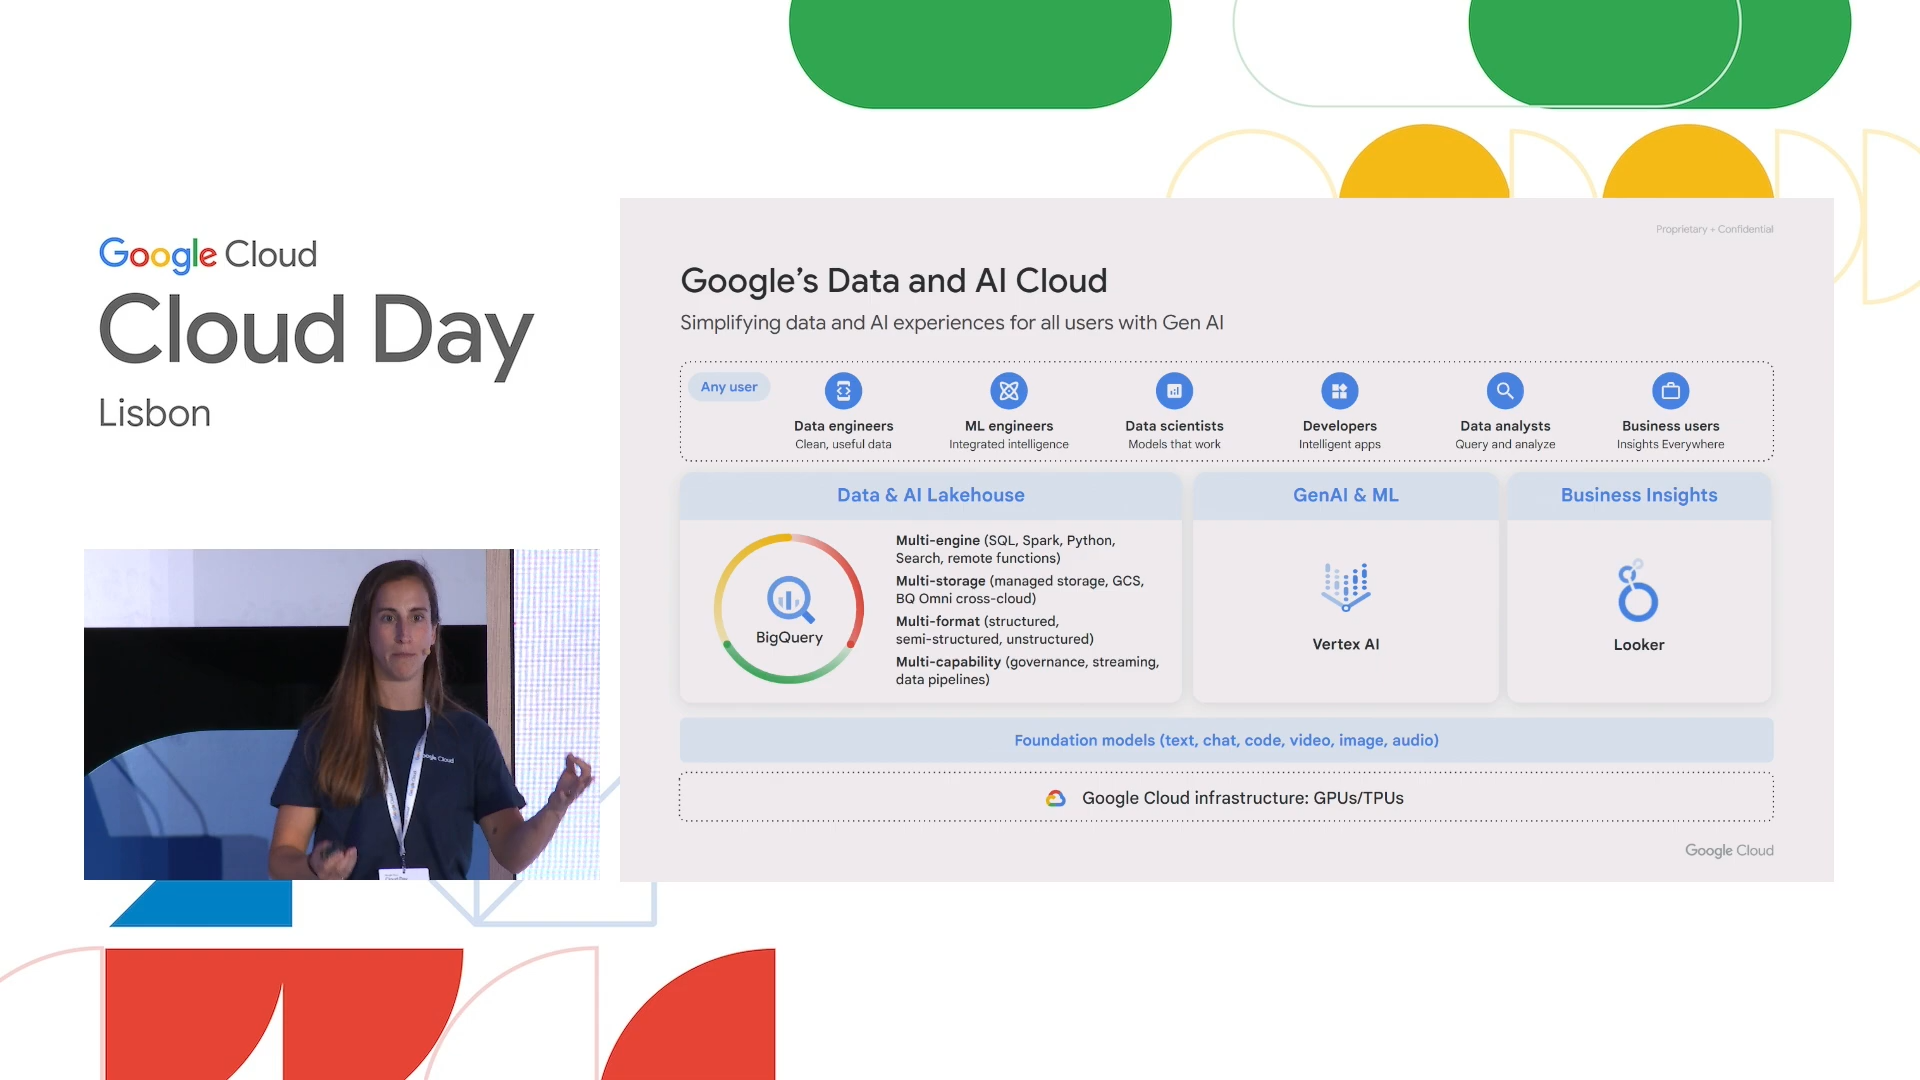 Google Cloud
Cloud Day
Lisbon
Proprietary + Confidential
Google's Data and AI Cloud
Simplifying data and AI experiences for all users with Gen AI
Any user
Data engineers
Clean, useful data
ML engineers
Integrated intelligence
Data scientists
Models that work
Developers
Intelligent apps
Data analysts
Query and analyze
Business users
Insights Everywhere
Data & AI Lakehouse
BigQuery
Multi-engine (SQL, Spark, Python,
Search, remote functions)
Multi-storage (managed storage, GCS,
BQ Omni cross-cloud)
Multi-format (structured,
semi-structured, unstructured)
Multi-capability (governance, streaming,
data pipelines)
GenAI & ML
Vertex AI
Business Insights
Looker
Foundation models (text, chat, code, video, image, audio)
Google Cloud infrastructure: GPUs/TPUs
Google Cloud